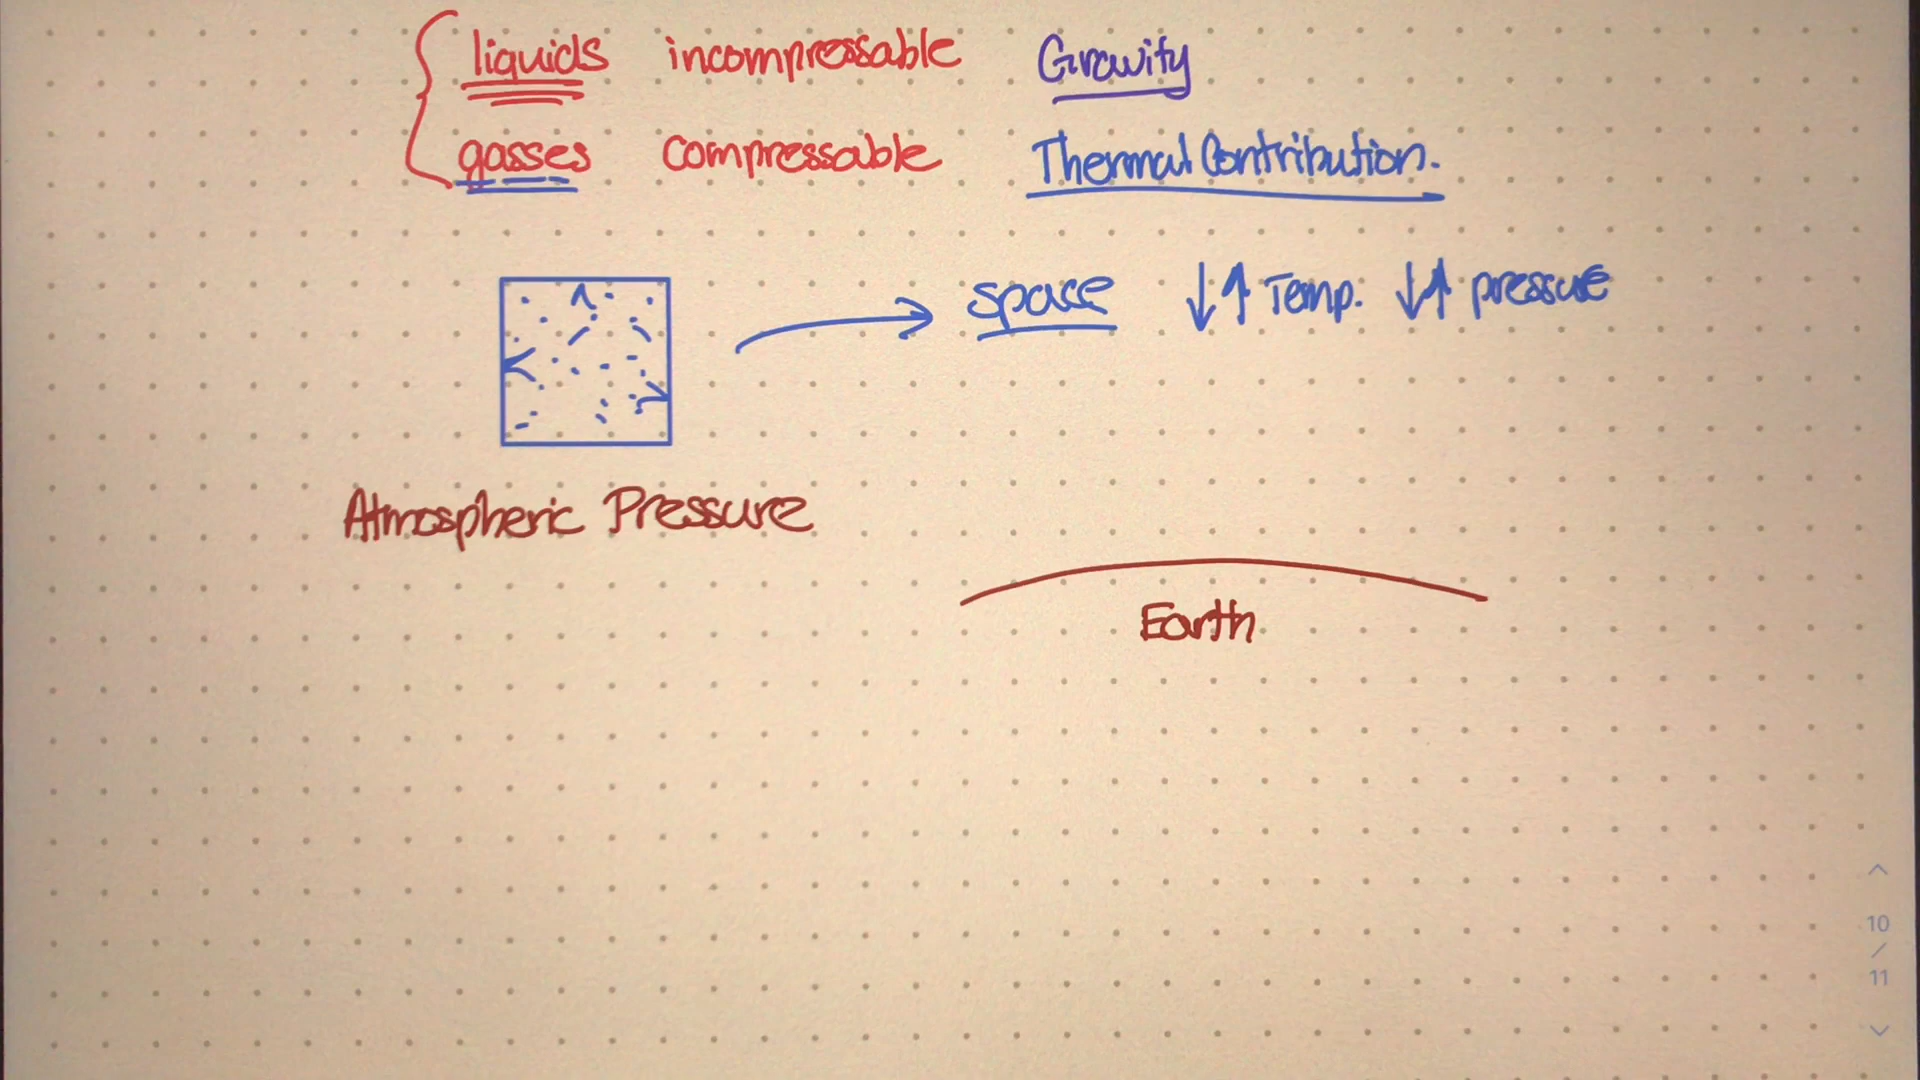 liquids incompressable Gravity
gasses compressable Thermal Contribution.
space ↓↑ Temp. ↓↑ pressure
Atmospheric Pressure
Earth
10
/
11